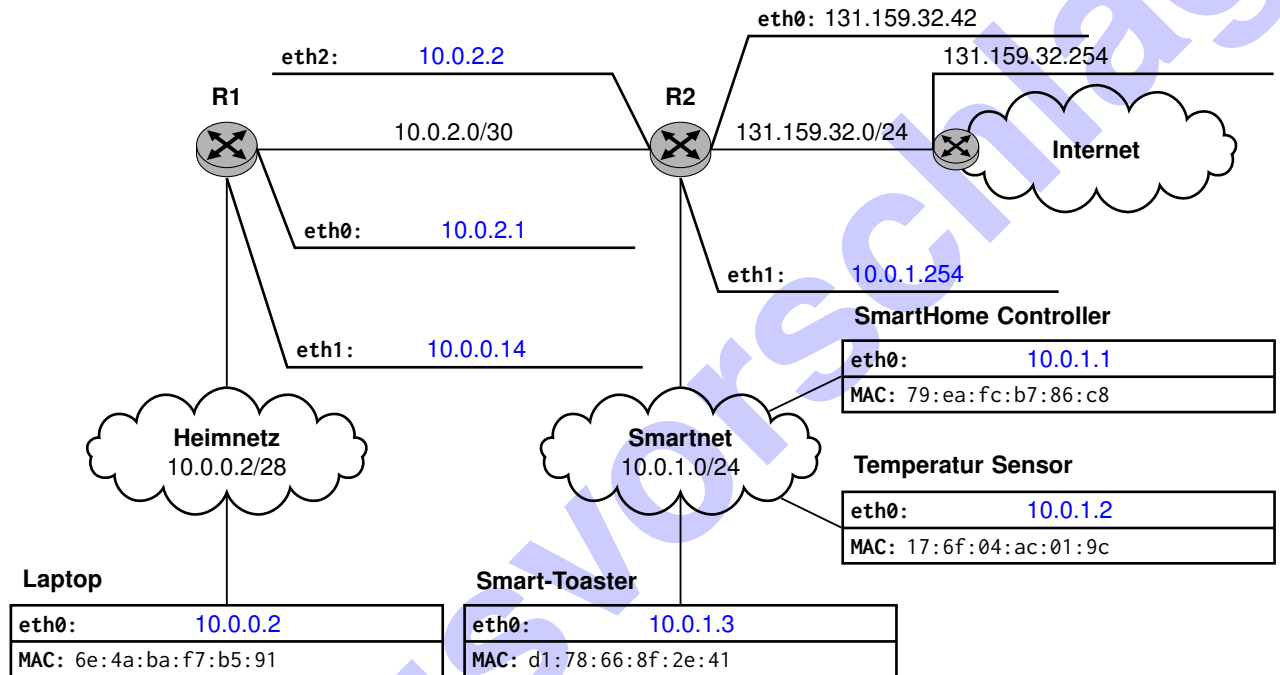 eth0: 131.159.32.42
eth2: 10.0.2.2
131.159.32.254
R1
R2
10.0.2.0/30
131.159.32.0/24
Internet
eth0: 10.0.2.1
eth1: 10.0.1.254
eth1: 10.0.0.14
SmartHome Controller
eth0: 10.0.1.1
MAC: 79:ea:fc:b7:86:c8
Heimnetz
10.0.0.2/28
Smartnet
10.0.1.0/24
Temperatur Sensor
eth0: 10.0.1.2
MAC: 17:6f:04:ac:01:9c
Laptop
eth0: 10.0.0.2
MAC: 6e:4a:ba:f7:b5:91
Smart-Toaster
eth0: 10.0.1.3
MAC: d1:78:66:8f:2e:41
usvorschlag